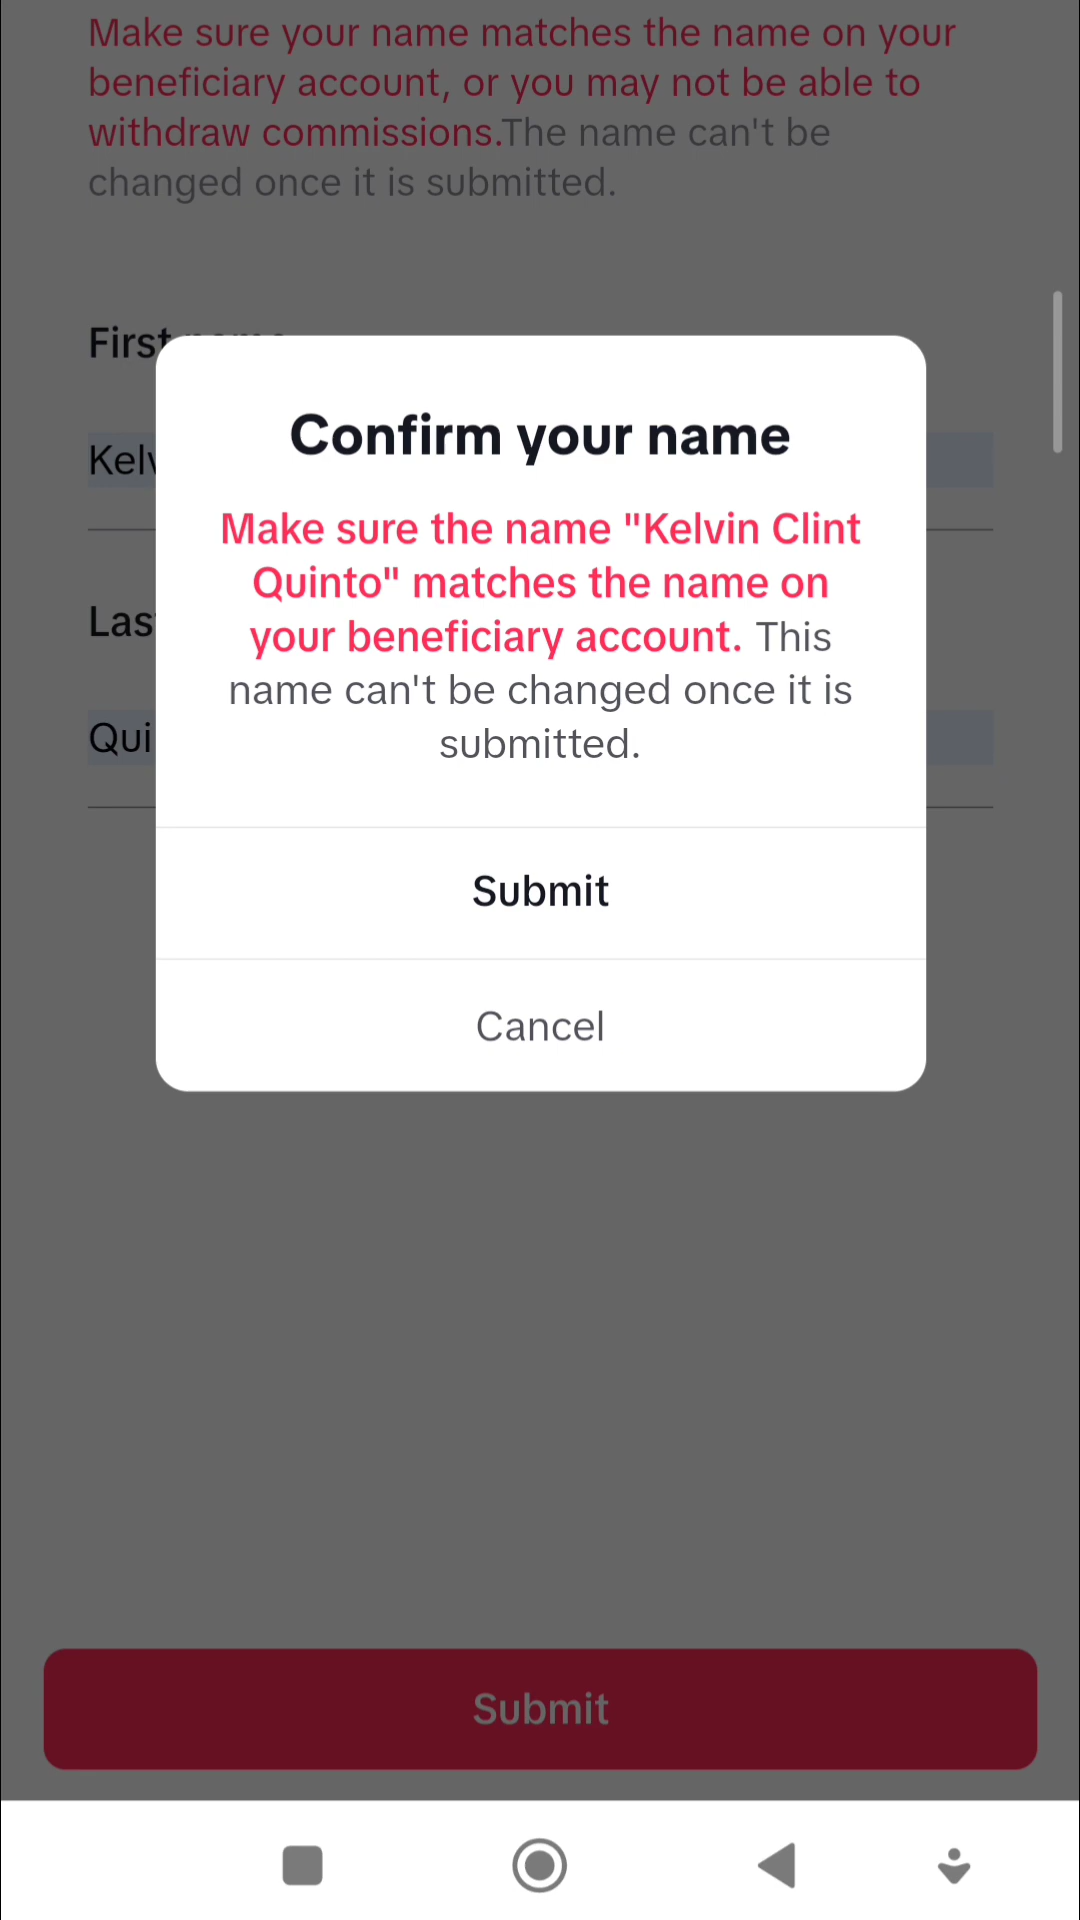 Make sure your name matches the name on your
beneficiary account, or you may not be able to
withdraw commissions.The name can't be
changed once it is submitted.
First
Confirm your name
Kelv
Make sure the name "Kelvin Clint
Quinto" matches the name on
your beneficiary account. This
Las
name can't be changed once it is
Qui
submitted.
Submit
Cancel
Submit